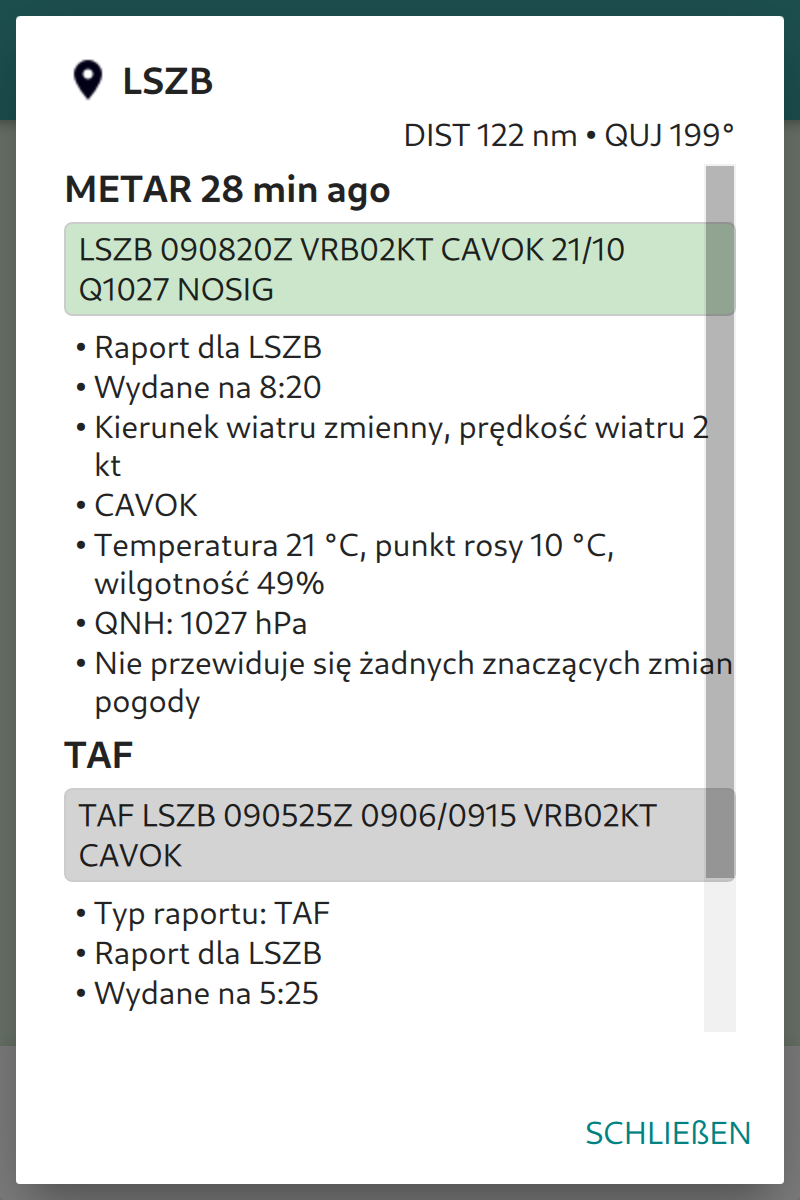 LSZB
DIST 122 nm • QUJ 199°
METAR 28 min ago
LSZB 090820Z VRB02KT CAVOK 21/10
Q1027 NOSIG
• Raport dla LSZB
• Wydane na 8:20
• Kierunek wiatru zmienny, prędkość wiatru 2
kt
• CAVOK
• Temperatura 21 °C, punkt rosy 10 °C,
wilgotność 49%
• QNH: 1027 hPa
• Nie przewiduje się żadnych znaczących zmian
pogody
TAF
TAF LSZB 090525Z 0906/0915 VRB02KT
CAVOK
• Typ raportu: TAF
• Raport dla LSZB
• Wydane na 5:25
SCHLIEßEN